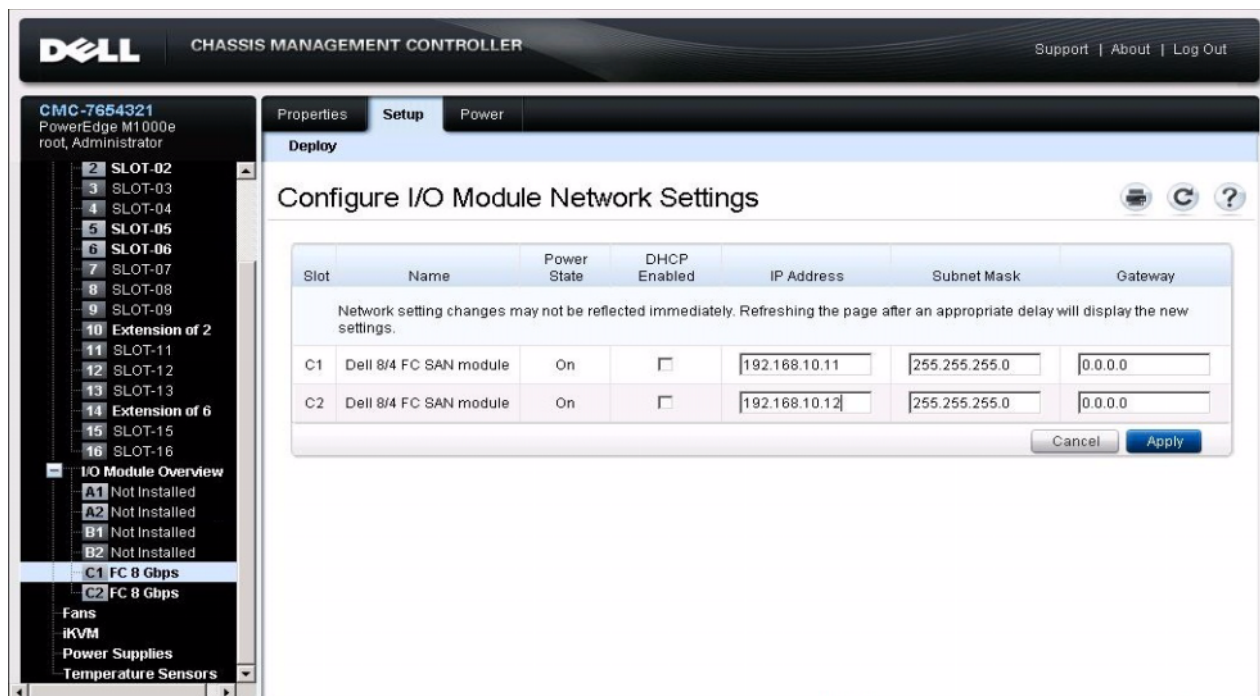 DELL
CHASSIS MANAGEMENT CONTROLLER
Support | About | Log Out
CMC-7654321
PowerEdge M1000e
root, Administrator
2 SLOT-02
3 SLOT-03
4 SLOT-04
5 SLOT-05
6 SLOT-06
7 SLOT-07
8 SLOT-08
9 SLOT-09
10 Extension of 2
11 SLOT-11
12 SLOT-12
13 SLOT-13
14 Extension of 6
15 SLOT-15
16 SLOT-16
I/O Module Overview
A1 Not Installed
A2 Not Installed
B1 Not Installed
B2 Not Installed
C1 FC 8 Gbps
C2 FC 8 Gbps
Fans
iKVM
Power Supplies
Temperature Sensors
Properties Setup Power
Deploy
Configure I/O Module Network Settings
?
Slot Name Power State DHCP Enabled IP Address Subnet Mask Gateway
Network setting changes may not be reflected immediately. Refreshing the page after an appropriate delay will display the new
settings.
C1 Dell 8/4 FC SAN module On 192.168.10.11 255.255.255.0 0.0.0.0
C2 Dell 8/4 FC SAN module On 192.168.10.12 255.255.255.0 0.0.0.0
Cancel Apply